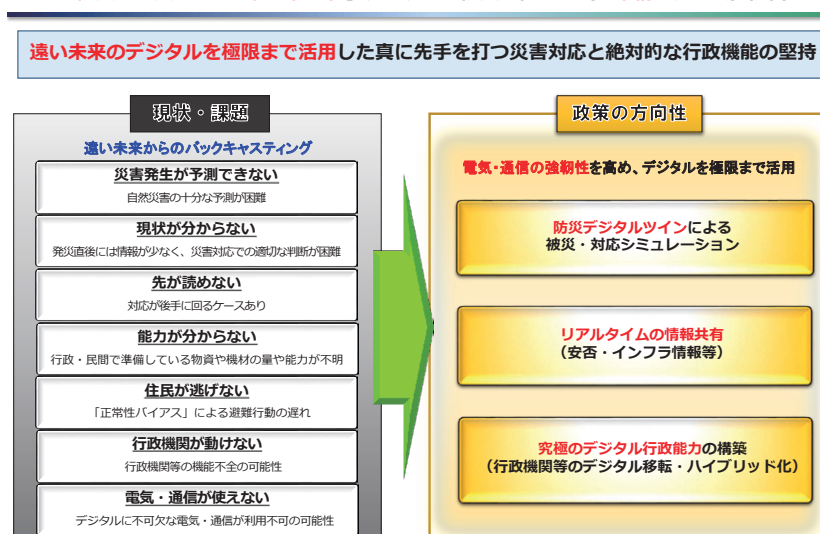 遠い未来のデジタルを極限まで活用した真に先手を打つ災害対応と絶対的な行政機能の堅持
現状・課題
遠い未来からのバックキャスティング
災害発生が予測できない
自然災害の十分な予測が困難
現状が分からない
発災直後には情報が少なく、災害対応での適切な判断が困難
先が読めない
対応が後手に回るケースあり
能力が分からない
行政・民間で準備している物資や機材の量や能力が不明
住民が逃げない
「正常性バイアス」による避難行動の遅れ
行政機関が動けない
行政機関等の機能不全の可能性
電気・通信が使えない
デジタルに不可欠な電気・通信が利用不可の可能性
政策の方向性
電気・通信の強靭性を高め、デジタルを極限まで活用
防災デジタルツインによる
被災・対応シミュレーション
リアルタイムの情報共有
(安否・インフラ情報等)
究極のデジタル行政能力の構築
(行政機関等のデジタル移転・ハイブリッド化)